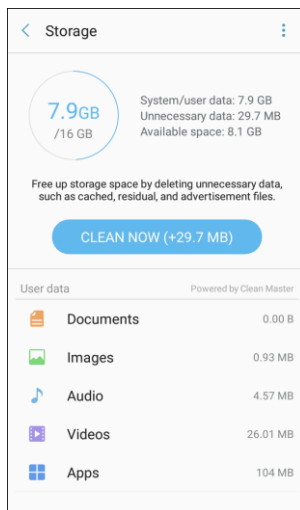 Storage
7.9GB
/16 GB
System/user data: 7.9 GB
Unnecessary data: 29.7 MB
Available space: 8.1 GB
Free up storage space by deleting unnecessary data,
such as cached, residual, and advertisement files.
CLEAN NOW (+29.7 MB)
User data Powered by Clean Master
Documents 0.00 B
Images 0.93 MB
Audio 4.57 MB
Videos 26.01 MB
Apps 104 MB